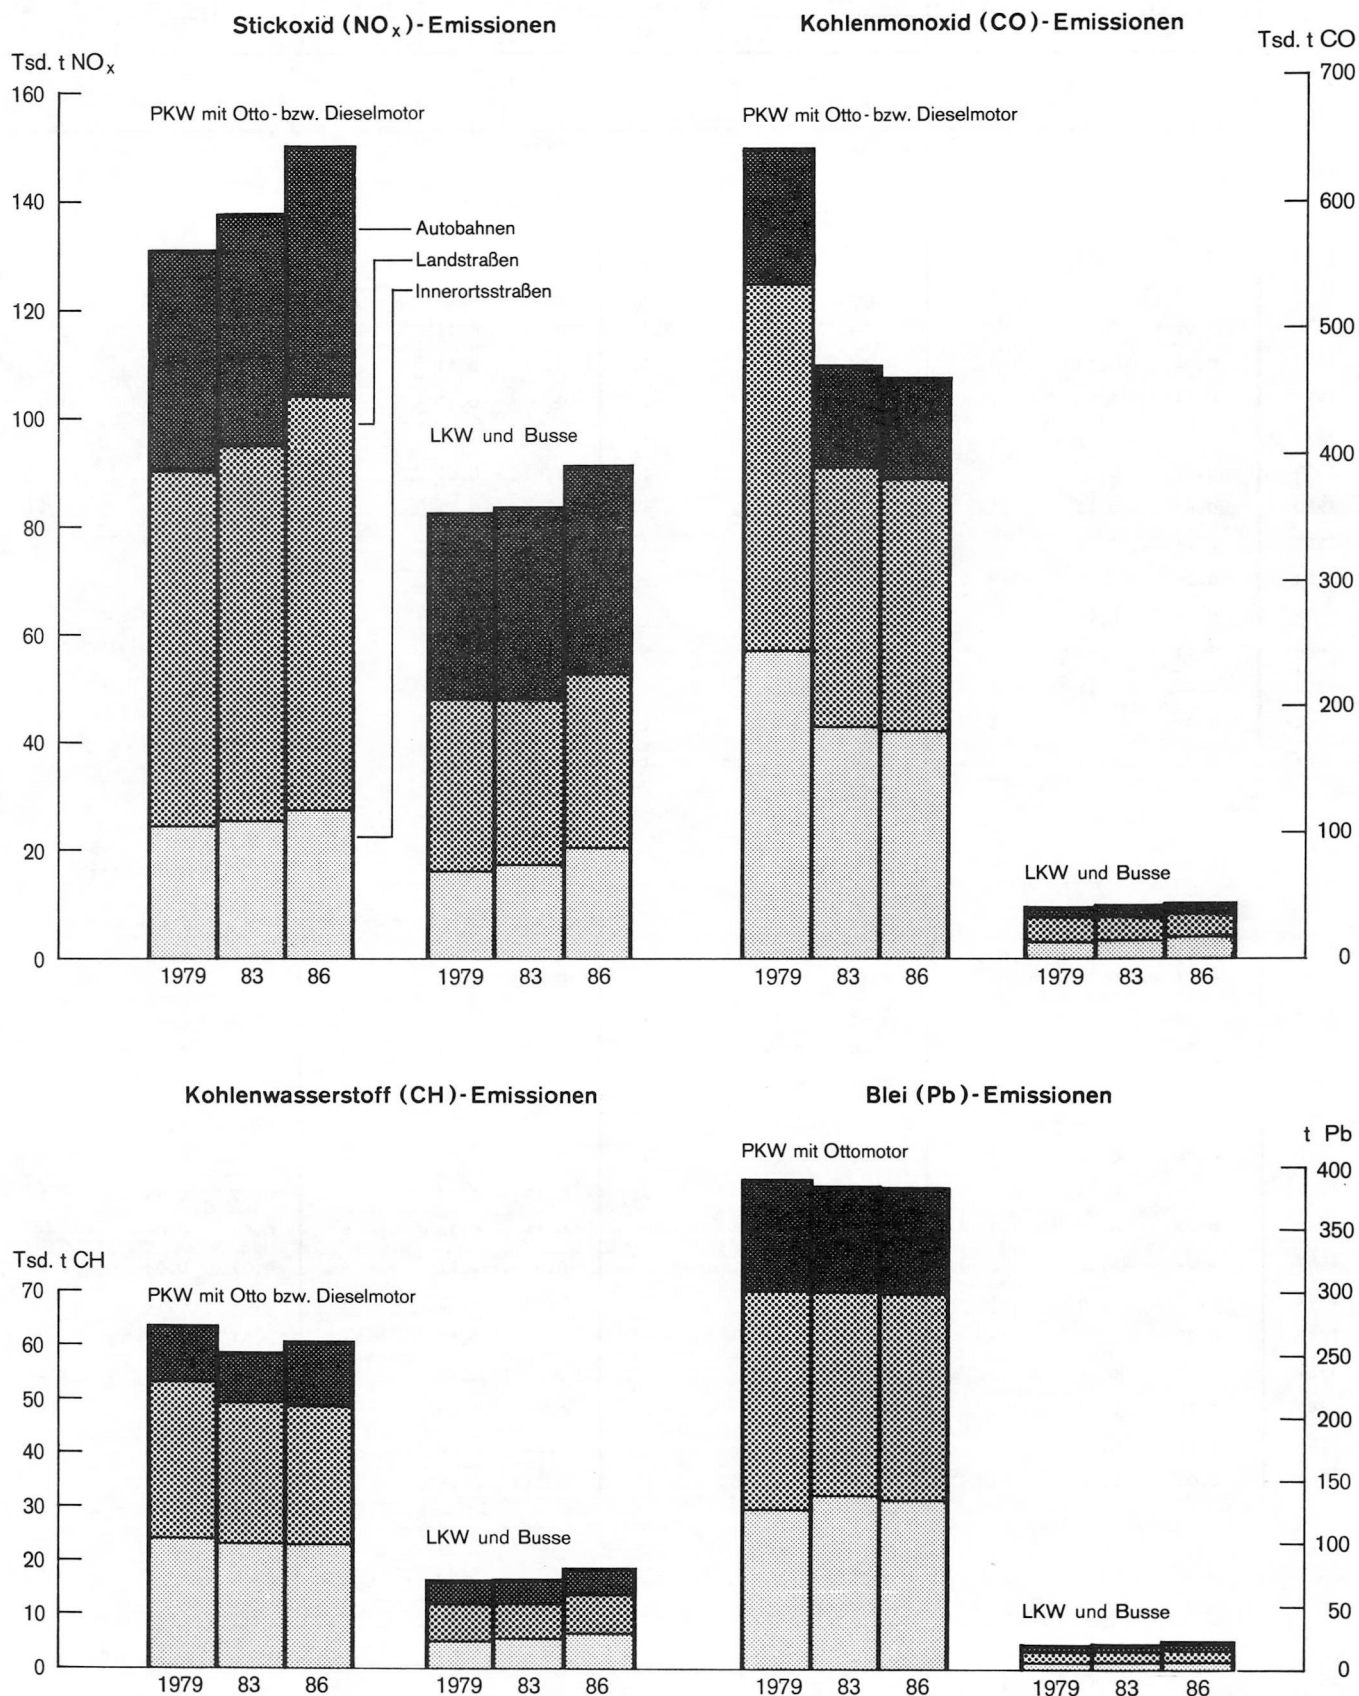 Stickoxid (NOx)-Emissionen
Tsd. t NOx
160
140
120
100
80
60
40
20
0
PKW mit Otto- bzw. Dieselmotor
Autobahnen
Landstraßen
Innerortsstraßen
LKW und Busse
1979 83 86
1979 83 86
Kohlenmonoxid (CO)-Emissionen
Tsd. t CO
700
600
500
400
300
200
100
0
PKW mit Otto- bzw. Dieselmotor
LKW und Busse
1979 83 86
1979 83 86
Kohlenwasserstoff (CH)-Emissionen
Tsd. t CH
70
60
50
40
30
20
10
0
PKW mit Otto bzw. Dieselmotor
LKW und Busse
1979 83 86
1979 83 86
Blei (Pb)-Emissionen
t Pb
400
350
300
250
200
150
100
50
0
PKW mit Ottomotor
LKW und Busse
1979 83 86
1979 83 86